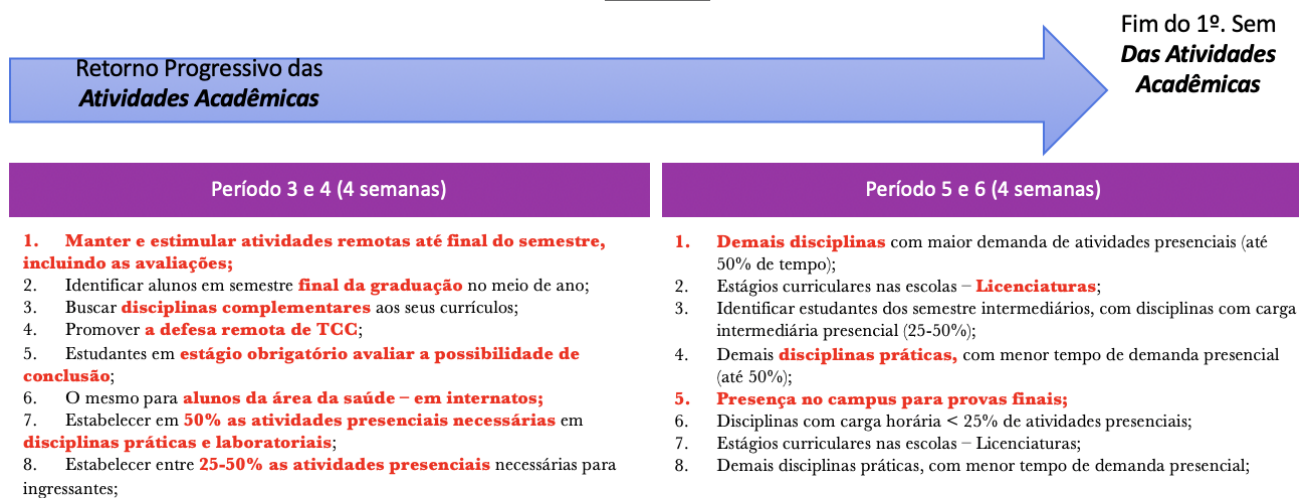 Retorno Progressivo das
Atividades Acadêmicas
Fim do 1º. Sem
Das Atividades
Acadêmicas
Período 3 e 4 (4 semanas)
1. Manter e estimular atividades remotas até final do semestre,
incluindo as avaliações;
2. Identificar alunos em semestre final da graduação no meio de ano;
3. Buscar disciplinas complementares aos seus currículos;
4. Promover a defesa remota de TCC;
5. Estudantes em estágio obrigatório avaliar a possibilidade de
conclusão;
6. O mesmo para alunos da área da saúde – em internatos;
7. Estabelecer em 50% as atividades presenciais necessárias em
disciplinas práticas e laboratoriais;
8. Estabelecer entre 25-50% as atividades presenciais necessárias para
ingressantes;
Período 5 e 6 (4 semanas)
1. Demais disciplinas com maior demanda de atividades presenciais (até
50% de tempo);
2. Estágios curriculares nas escolas – Licenciaturas;
3. Identificar estudantes dos semestre intermediários, com disciplinas com carga
intermediária presencial (25-50%);
4. Demais disciplinas práticas, com menor tempo de demanda presencial
(até 50%);
5. Presença no campus para provas finais;
6. Disciplinas com carga horária < 25% de atividades presenciais;
7. Estágios curriculares nas escolas – Licenciaturas;
8. Demais disciplinas práticas, com menor tempo de demanda presencial;